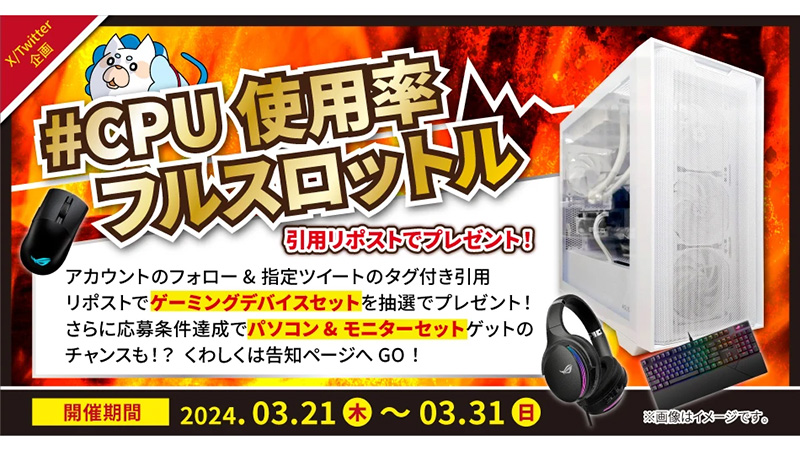 X/Twitter
企画
#CPU 使用率
フルスロットル
引用リポストでプレゼント!
アカウントのフォロー & 指定ツイートのタグ付き引用
リポストでゲーミングデバイスセットを抽選でプレゼント!
さらに応募条件達成でパソコン & モニターセットゲットの
チャンスも!? くわしくは告知ページへ GO !
開催期間 2024. 03.21 木 〜 03.31 日
※画像はイメージです。